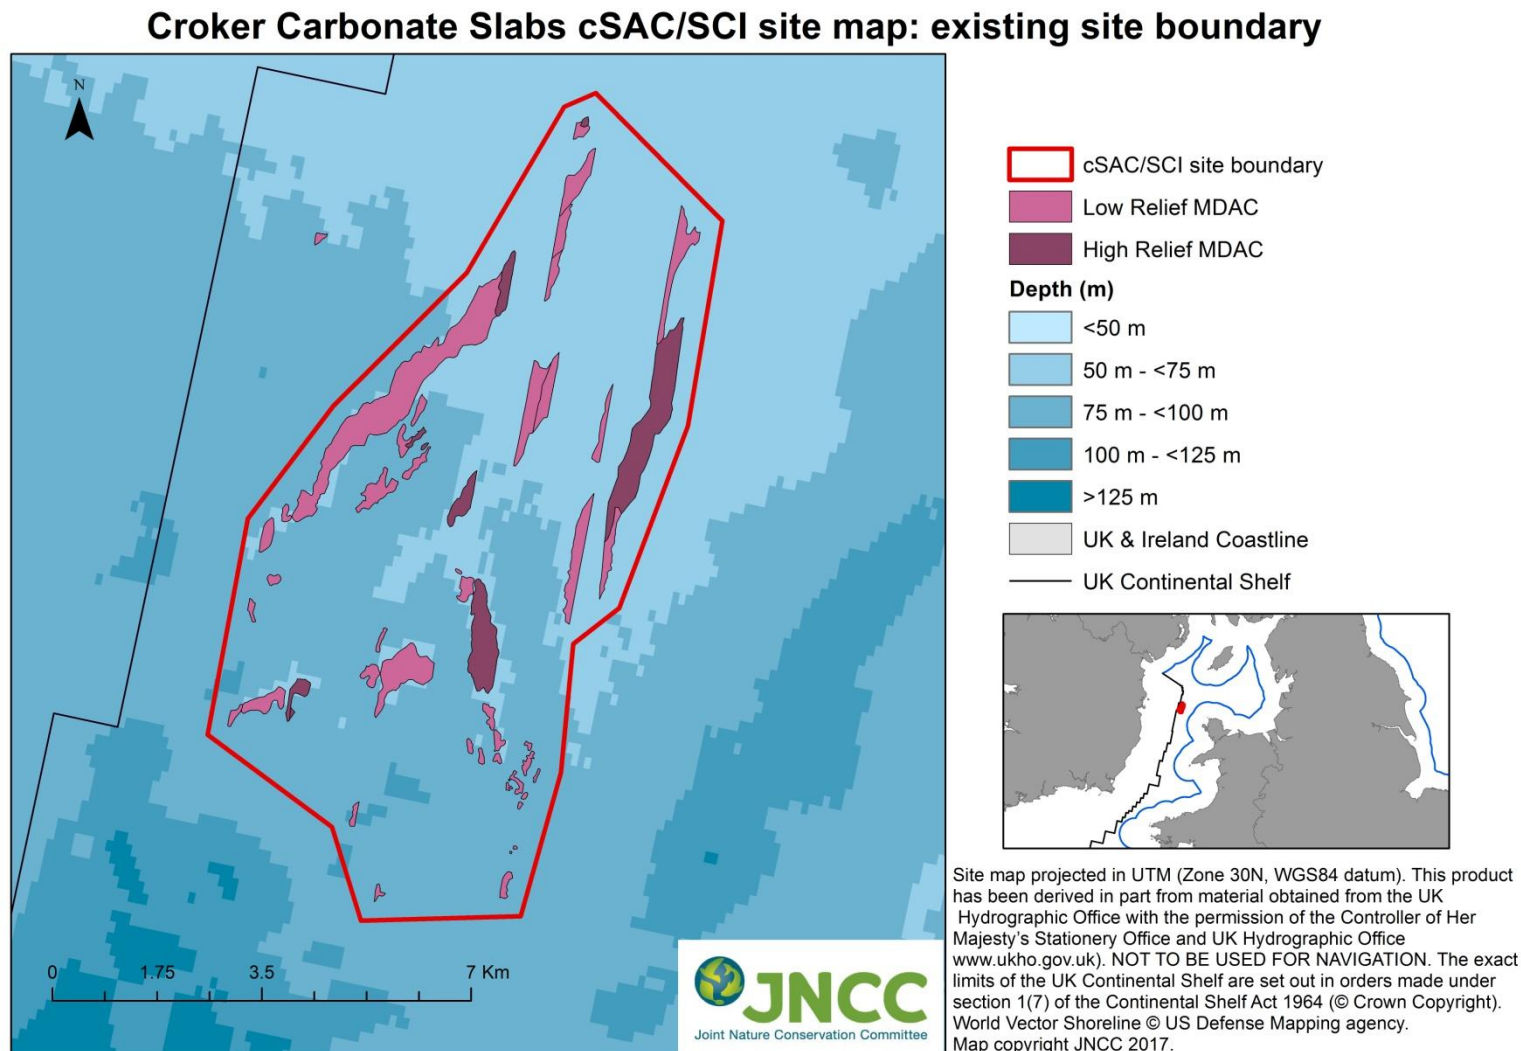 Croker Carbonate Slabs cSAC/SCI site map: existing site boundary
N
cSAC/SCI site boundary
Low Relief MDAC
High Relief MDAC
Depth (m)
<50 m
50 m - <75 m
75 m - <100 m
100 m - <125 m
>125 m
UK & Ireland Coastline
UK Continental Shelf
0 1.75 3.5 7 Km
JNCC
Joint Nature Conservation Committee
Site map projected in UTM (Zone 30N, WGS84 datum). This product
has been derived in part from material obtained from the UK
Hydrographic Office with the permission of the Controller of Her
Majesty's Stationery Office and UK Hydrographic Office
www.ukho.gov.uk). NOT TO BE USED FOR NAVIGATION. The exact
limits of the UK Continental Shelf are set out in orders made under
section 1(7) of the Continental Shelf Act 1964 (© Crown Copyright).
World Vector Shoreline © US Defense Mapping agency.
Map copyright JNCC 2017.